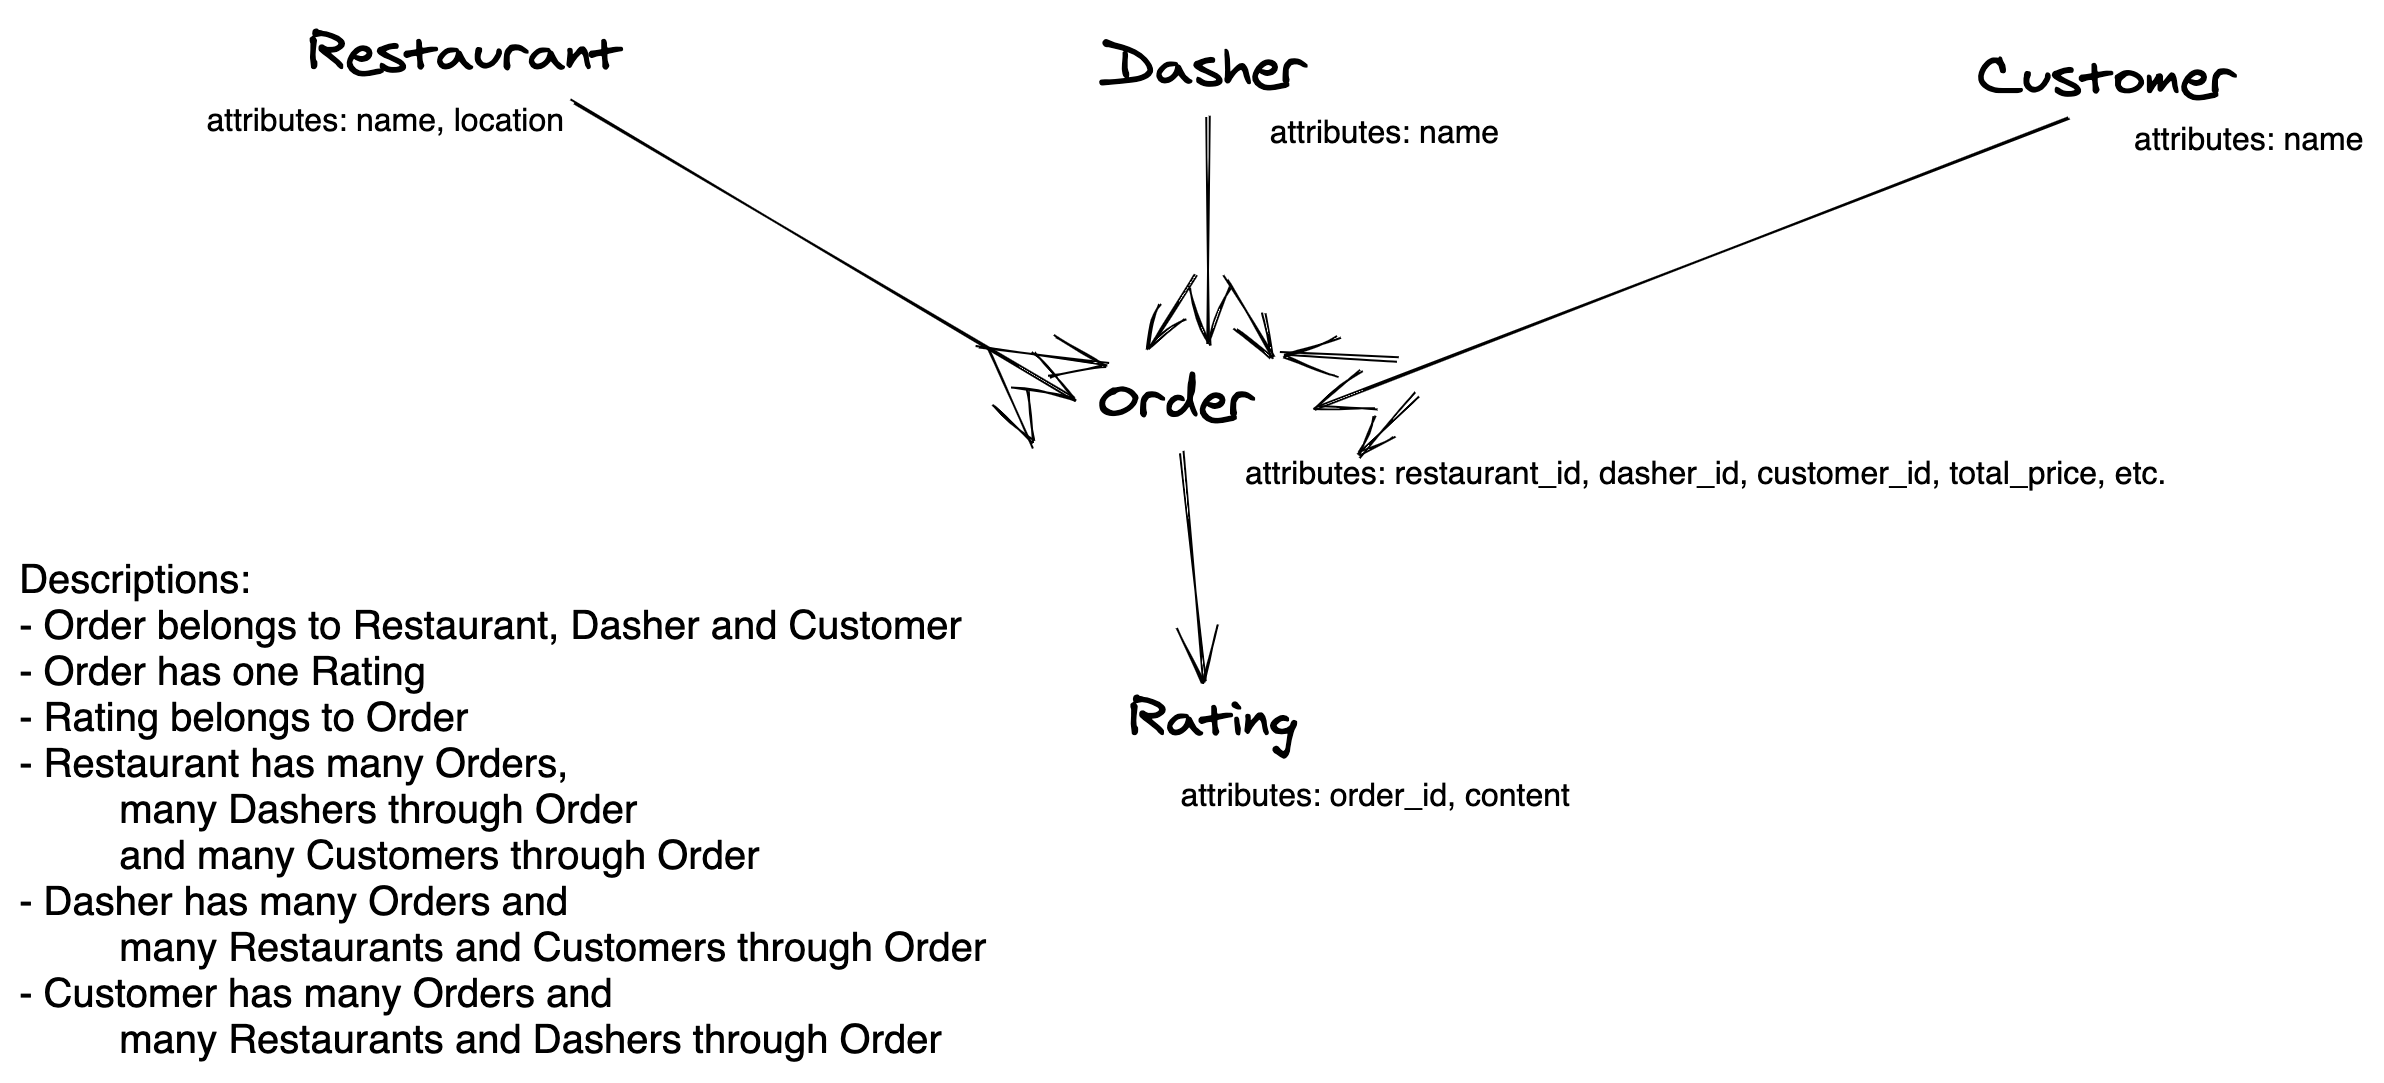 Restaurant
attributes: name, location
Dasher
attributes: name
Customer
attributes: name
Order
attributes: restaurant_id, dasher_id, customer_id, total_price, etc.
Rating
attributes: order_id, content
Descriptions:
- Order belongs to Restaurant, Dasher and Customer
- Order has one Rating
- Rating belongs to Order
- Restaurant has many Orders,
many Dashers through Order
and many Customers through Order
- Dasher has many Orders and
many Restaurants and Customers through Order
- Customer has many Orders and
many Restaurants and Dashers through Order